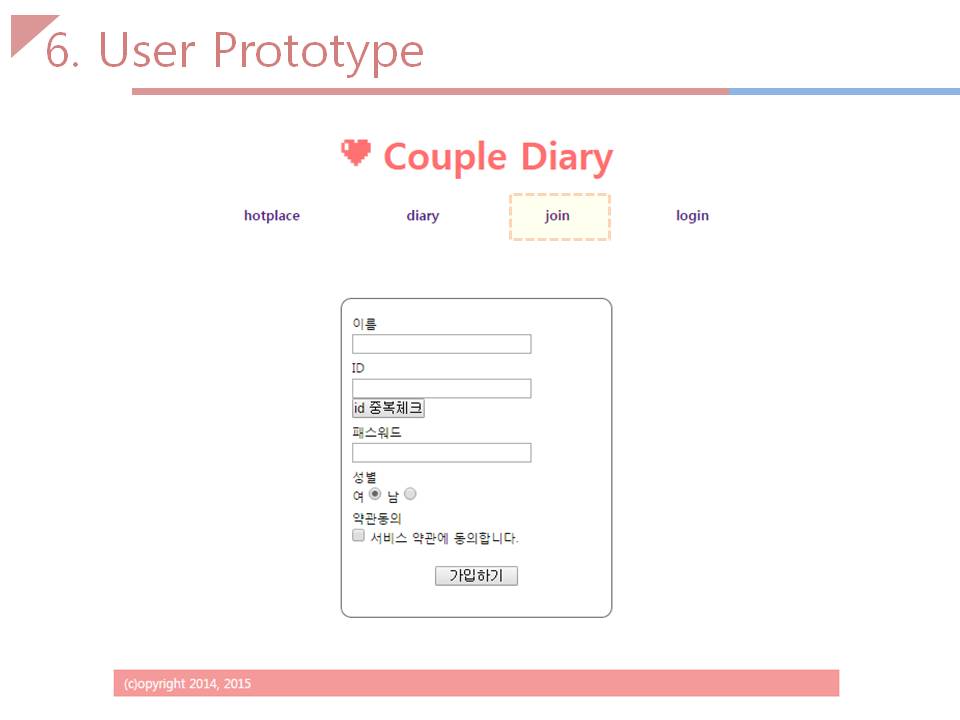 6. User Prototype
Couple Diary
hotplace diary join login
이름
ID
id 중복체크
패스워드
성별
여 남
약관동의
서비스 약관에 동의합니다.
가입하기
(c)opyright 2014, 2015